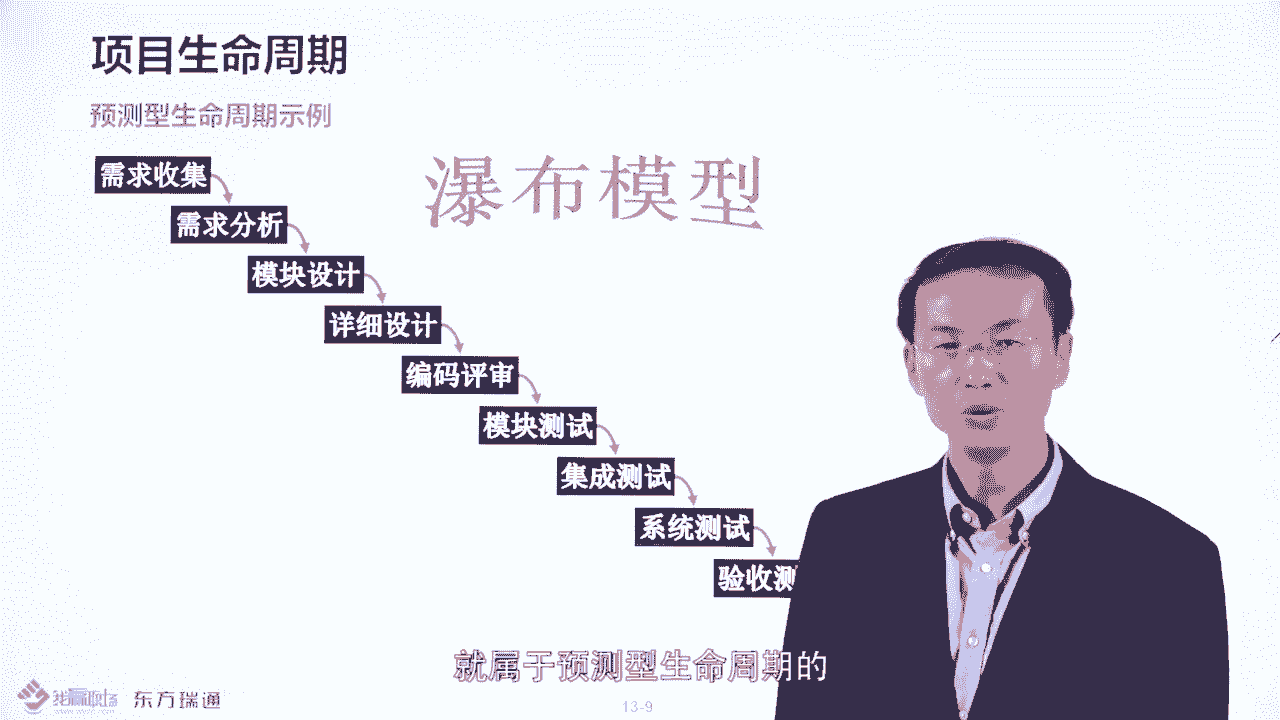 项目生命周期
预测型生命周期示例
瀑布模型
需求收集
需求分析
模块设计
详细设计
编码评审
模块测试
集成测试
系统测试
验收测
就属于预测型生命周期的
东方瑞通
13-9